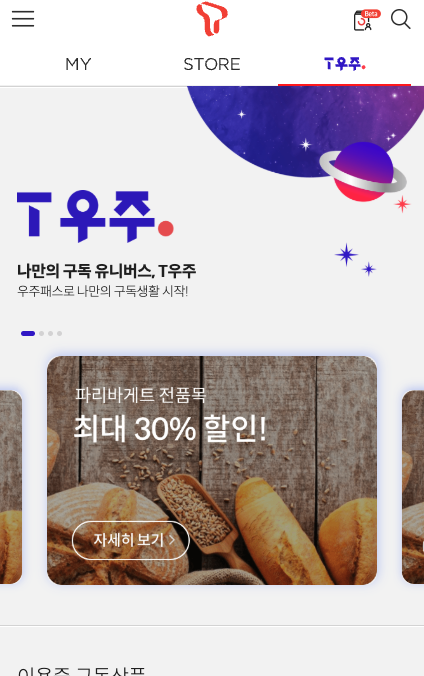 Beta
MY
STORE
T우주.
T우주.
나만의 구독 유니버스, T우주
우주패스로 나만의 구독생활 시작!
파리바게트 전품목
최대 30% 할인!
자세히 보기 >